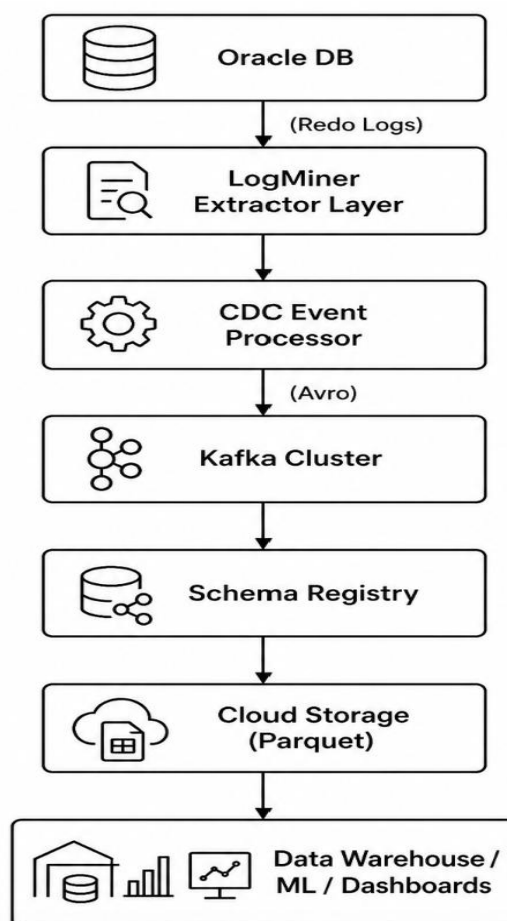 Oracle DB
(Redo Logs)
LogMiner
Extractor Layer
CDC Event
Processor
(Avro)
Kafka Cluster
Schema Registry
Cloud Storage
(Parquet)
Data Warehouse /
ML / Dashboards